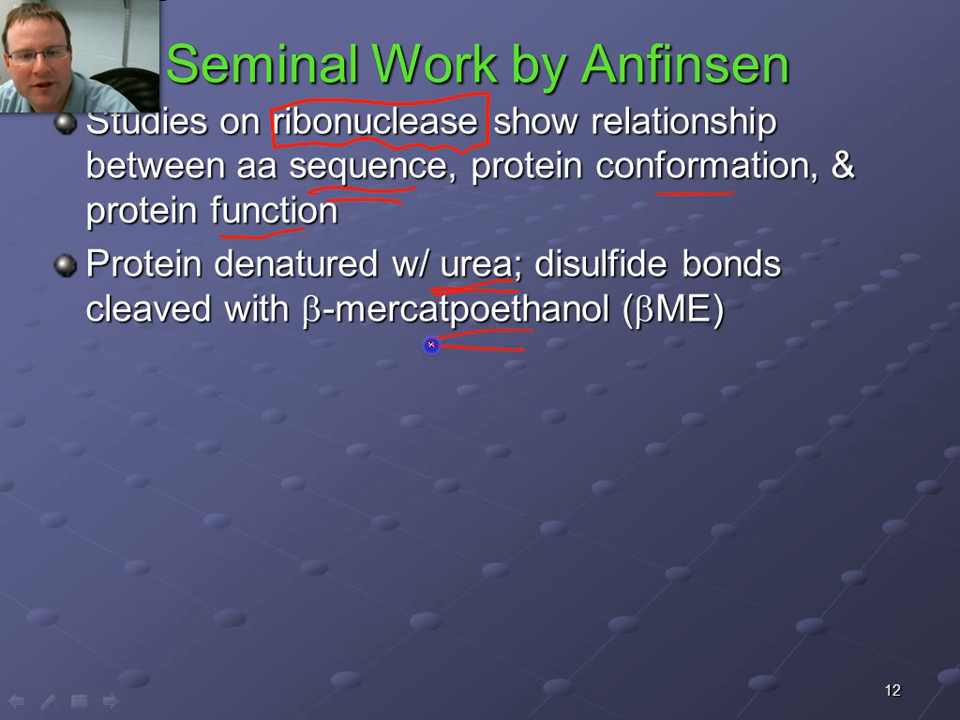 Seminal Work by Anfinsen
Studies on ribonuclease show relationship
between aa sequence, protein conformation, &
protein function
Protein denatured w/ urea; disulfide bonds
cleaved with β-mercatpoethanol (βME)
12